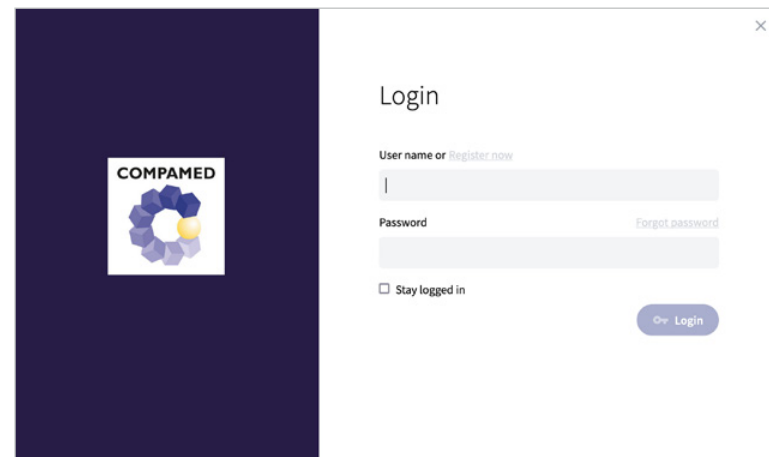 COMPAMED
Login
User name or Register now
Password Forgot password
Stay logged in
Login